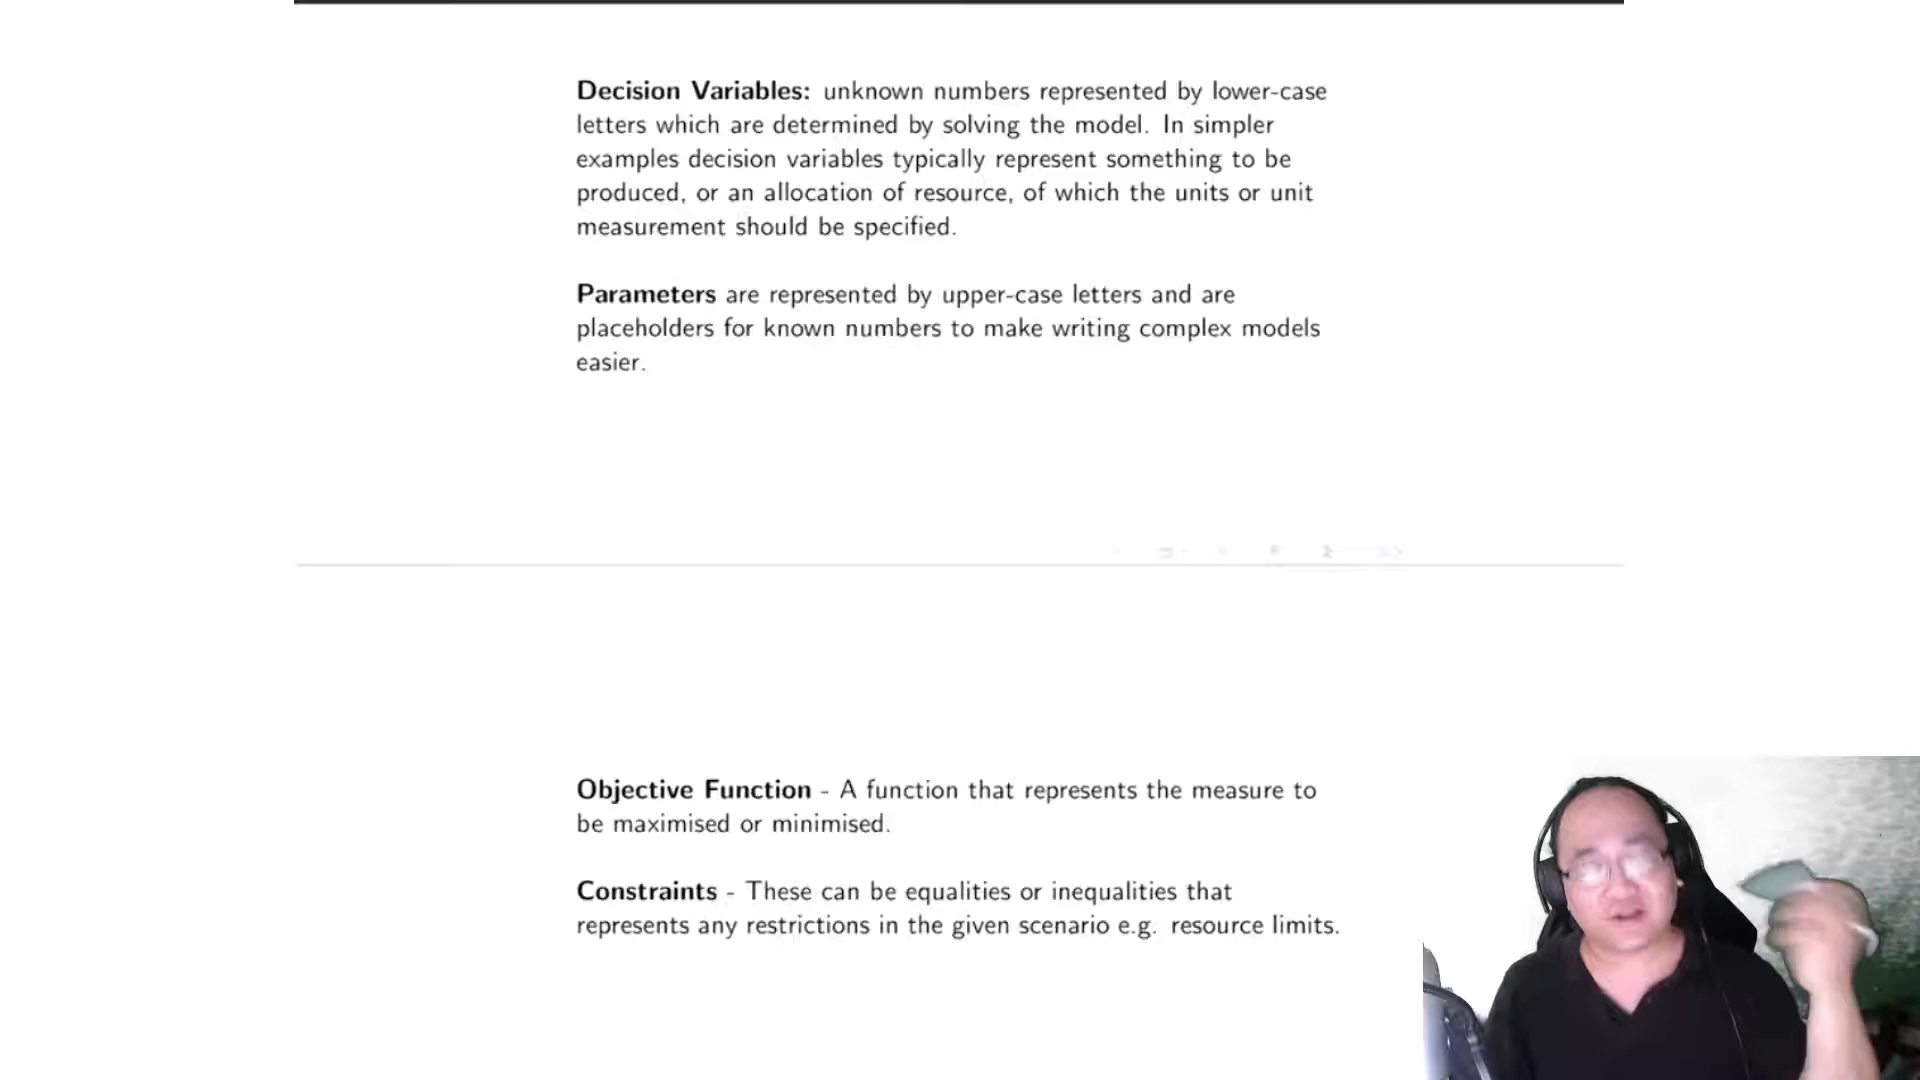 Decision Variables: unknown numbers represented by lower-case
letters which are determined by solving the model. In simpler
examples decision variables typically represent something to be
produced, or an allocation of resource, of which the units or unit
measurement should be specified.
Parameters are represented by upper-case letters and are
placeholders for known numbers to make writing complex models
easier.
Objective Function - A function that represents the measure to
be maximised or minimised.
Constraints - These can be equalities or inequalities that
represents any restrictions in the given scenario e.g. resource limits.